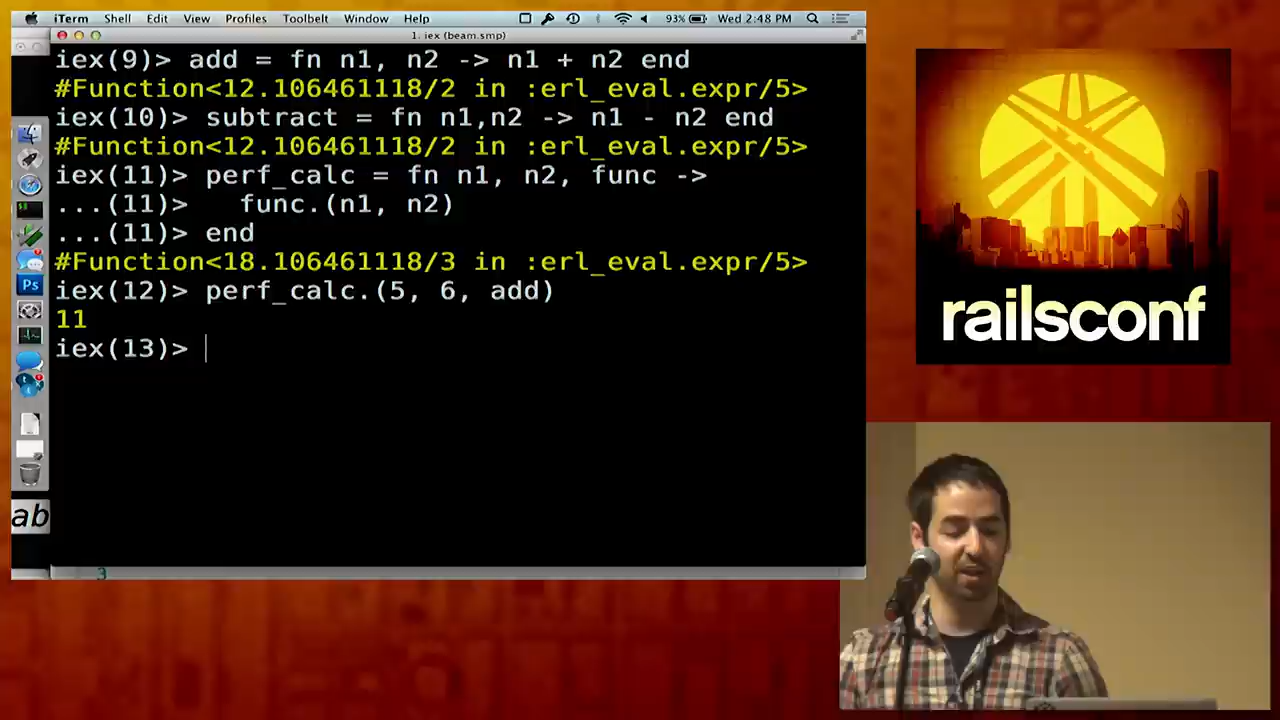 iTerm Shell Edit View Profiles Toolbelt Window Help 93% Wed 2:48 PM
1. iex (beam.smp)
iex(9)> add = fn n1, n2 -> n1 + n2 end
#Function<12.106461118/2 in :erl_eval.expr/5>
iex(10)> subtract = fn n1,n2 -> n1 - n2 end
#Function<12.106461118/2 in :erl_eval.expr/5>
iex(11)> perf_calc = fn n1, n2, func ->
...(11)>   func.(n1, n2)
...(11)> end
#Function<18.106461118/3 in :erl_eval.expr/5>
iex(12)> perf_calc.(5, 6, add)
11
iex(13)>
Ps
ab
3
railsconf